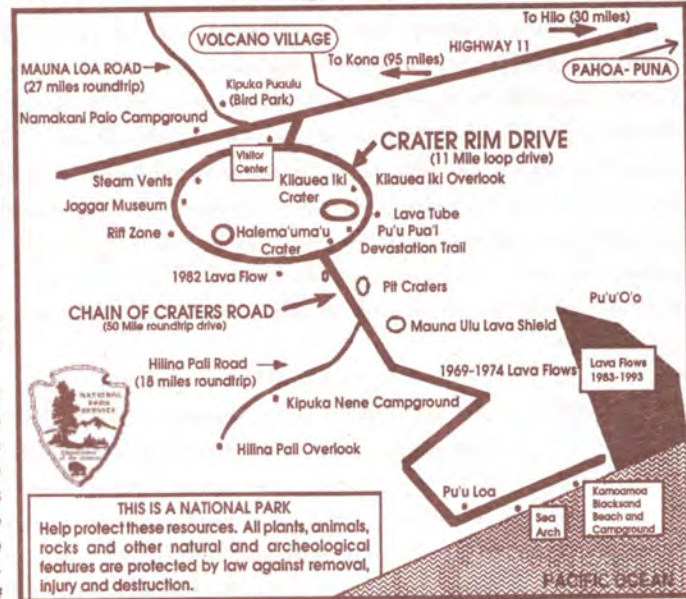 To Hilo (30 miles)
VOLCANO VILLAGE
HIGHWAY 11
To Kona (95 miles)
PAHOA- PUNA
MAUNA LOA ROAD
(27 miles roundtrip)
Kipuka Puaulu
(Bird Park)
Namakani Paio Campground
CRATER RIM DRIVE
(11 Mile loop drive)
Visitor
Center
Steam Vents
Kilauea Iki
Crater
Kilauea Iki Overlook
Jaggar Museum
Lava Tube
Rift Zone
Halema'uma'u
Crater
Pu'u Pua'i
Devastation Trail
1982 Lava Flow
Pit Craters
Pu'u'O'o
CHAIN OF CRATERS ROAD
(50 Mile roundtrip drive)
Mauna Ulu Lava Shield
Hilina Pali Road
(18 miles roundtrip)
1969-1974 Lava Flows
Lava Flows
1983-1993
NATIONAL
PARK
SERVICE
Kipuka Nene Campground
Hilina Pali Overlook
Pu'u Loa
Sea
Arch
Kamoamoa
Blacksand
Beach and
Campground
THIS IS A NATIONAL PARK
Help protect these resources. All plants, animals,
rocks and other natural and archeological
features are protected by law against removal,
injury and destruction.
PACIFIC OCEAN